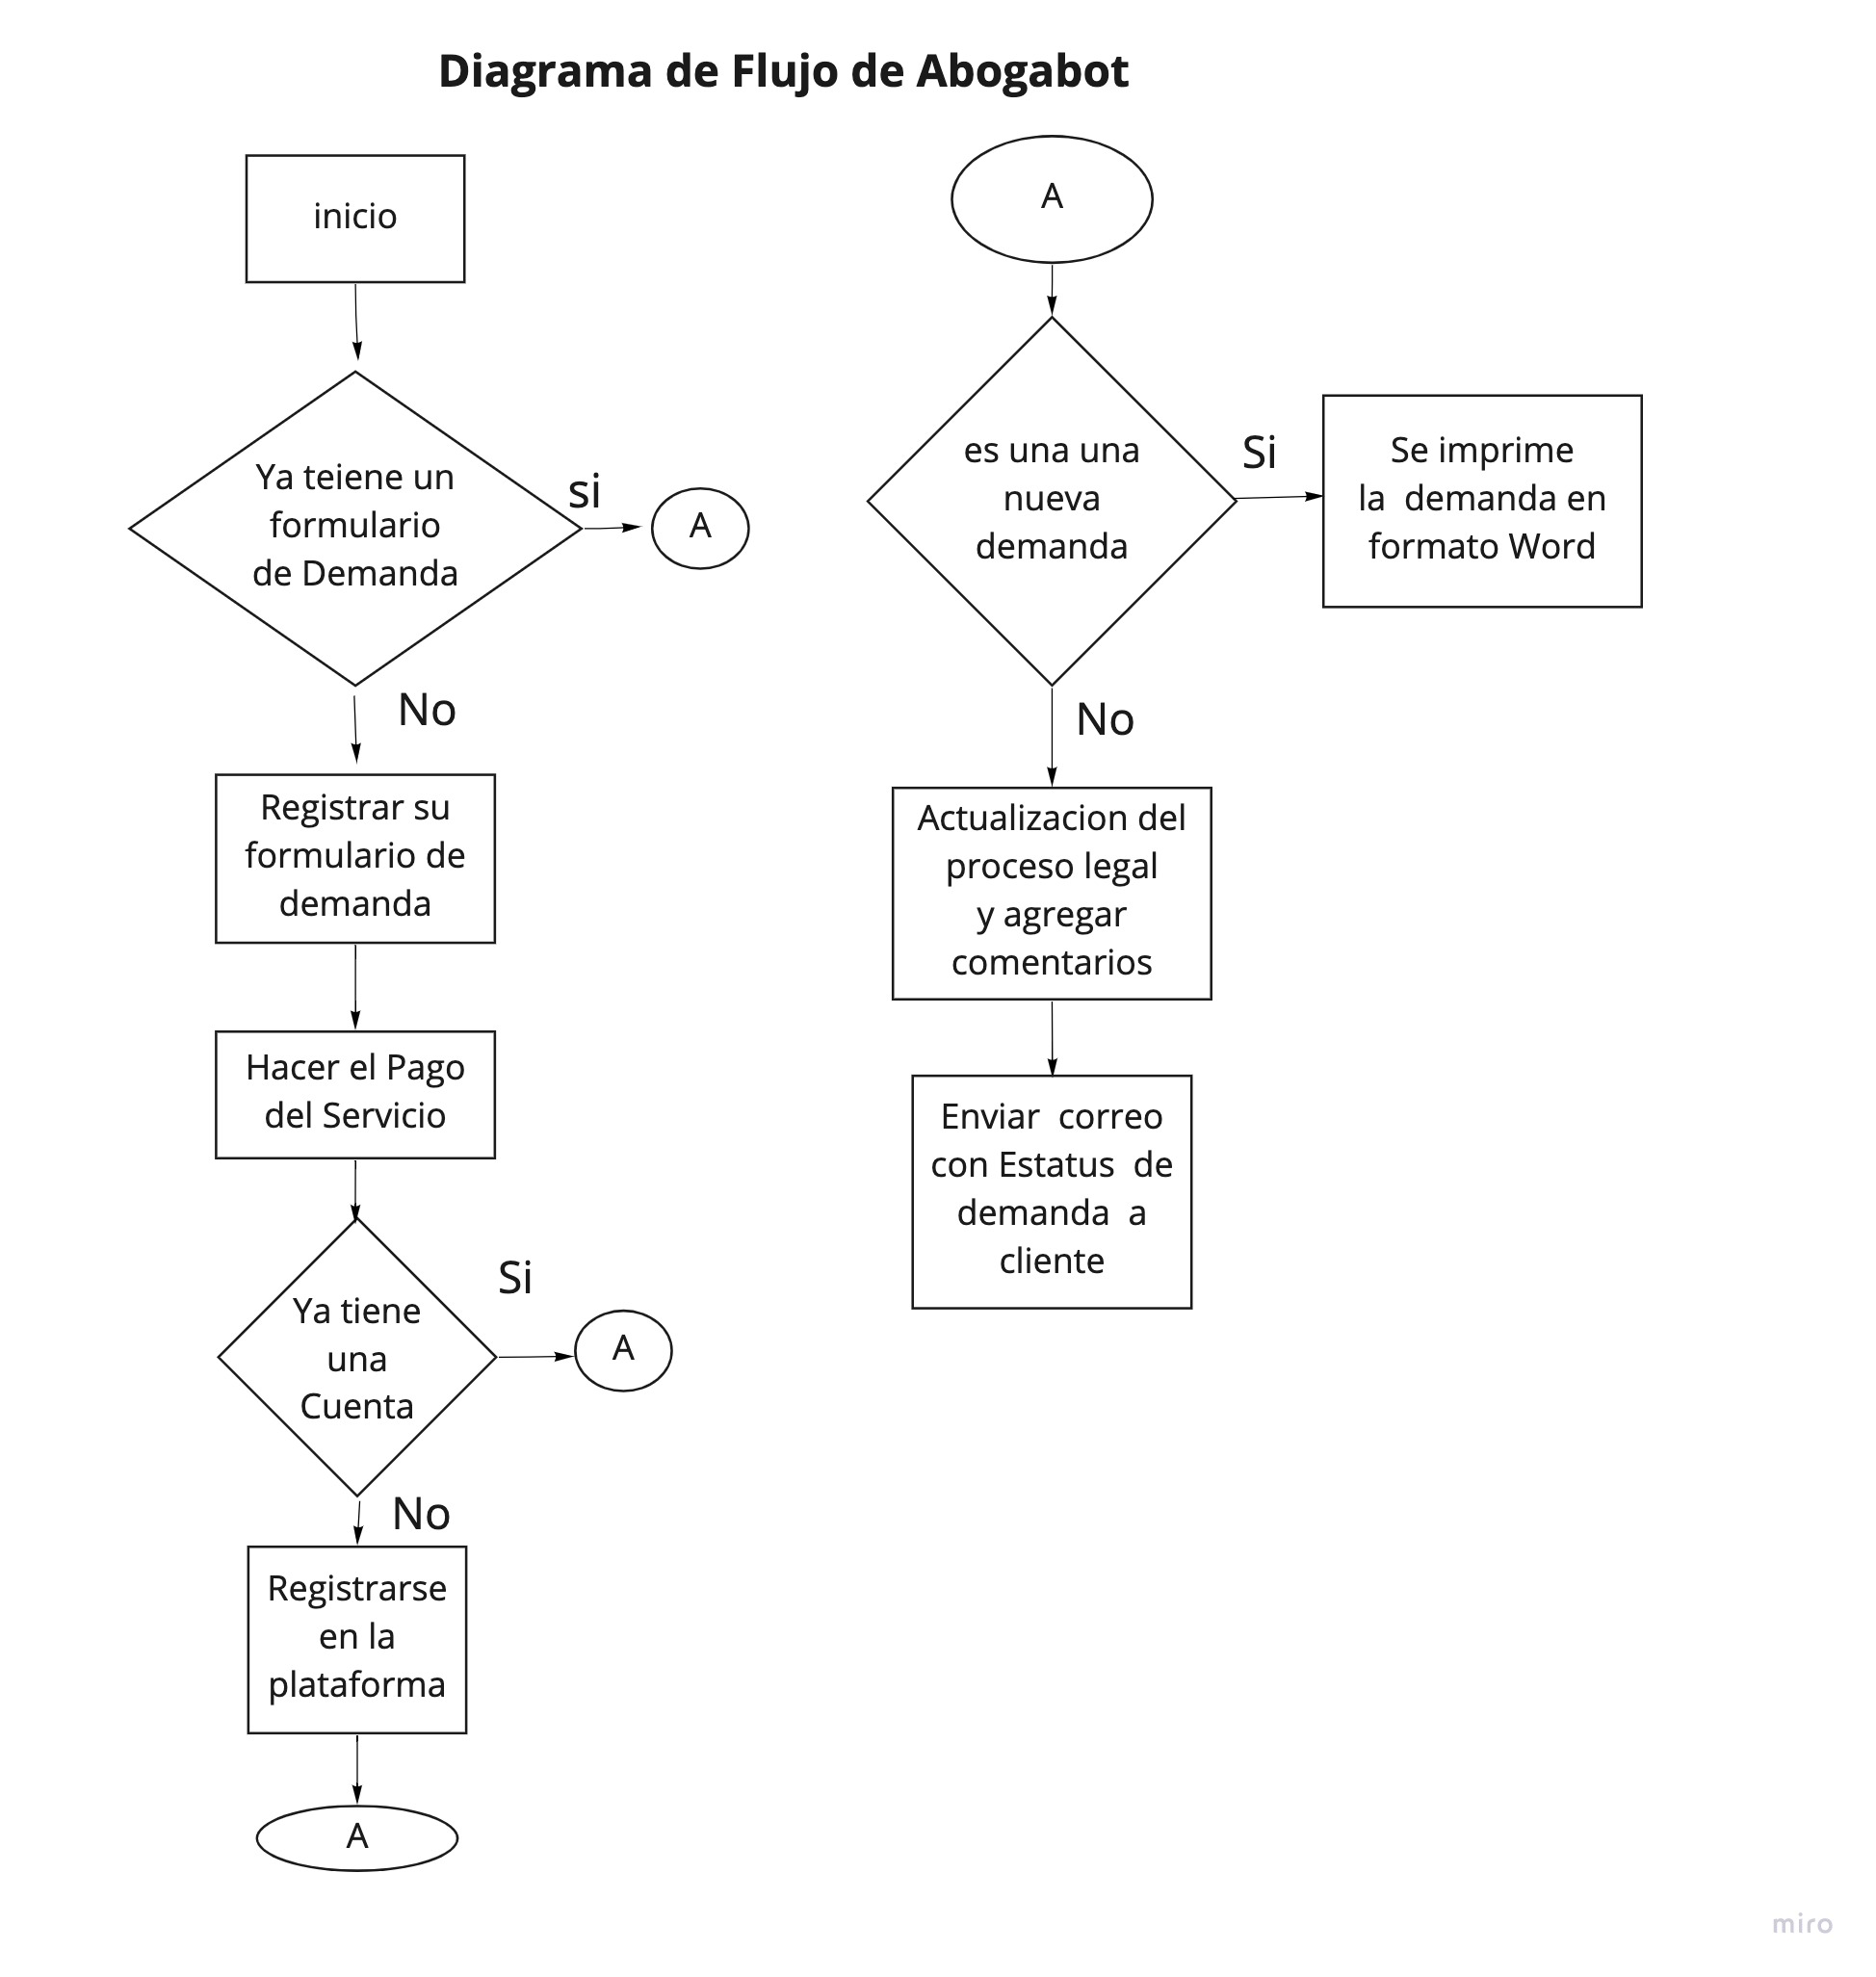 Diagrama de Flujo de Abogabot
inicio
Ya teiene un
formulario
de Demanda
si
A
No
Registrar su
formulario de
demanda
Hacer el Pago
del Servicio
Ya tiene
una
Cuenta
Si
A
No
Registrarse
en la
plataforma
A
A
es una una
nueva
demanda
Si
Se imprime
la  demanda en
formato Word
No
Actualizacion del
proceso legal
y agregar
comentarios
Enviar  correo
con Estatus  de
demanda  a
cliente
miro